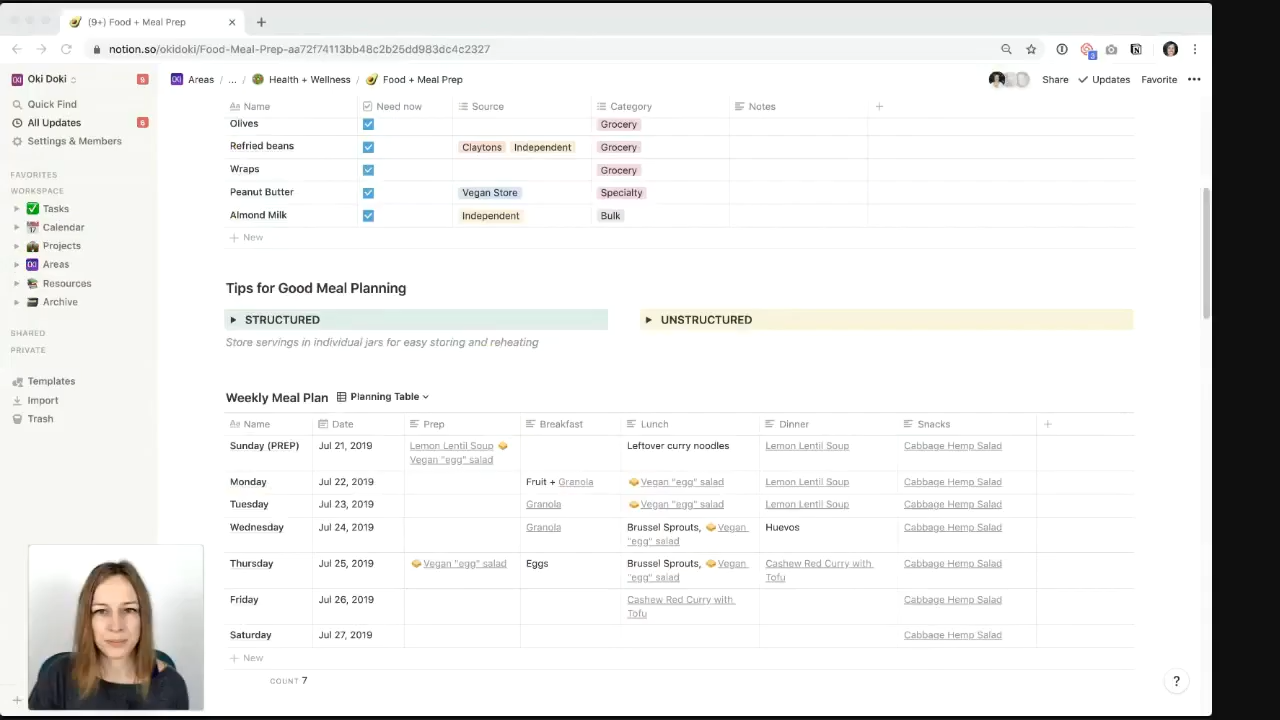 (9+) Food + Meal Prep
notion.so/okidoki/Food-Meal-Prep-aa72f74113bb48c2b25dd983dc4c2327
Oki Doki
Areas / ... / Health + Wellness / Food + Meal Prep
Share Updates Favorite
Quick Find
All Updates
Settings & Members
FAVORITES
WORKSPACE
Tasks
Calendar
Projects
Areas
Resources
Archive
SHARED
PRIVATE
Templates
Import
Trash
Name Need now Source Category Notes
Olives Grocery
Refried beans Claytons Independent Grocery
Wraps Grocery
Peanut Butter Vegan Store Specialty
Almond Milk Independent Bulk
New
Tips for Good Meal Planning
STRUCTURED UNSTRUCTURED
Store servings in individual jars for easy storing and reheating
Weekly Meal Plan Planning Table
Name Date Prep Breakfast Lunch Dinner Snacks
Sunday (PREP) Jul 21, 2019 Lemon Lentil Soup Vegan "egg" salad Leftover curry noodles Lemon Lentil Soup Cabbage Hemp Salad
Monday Jul 22, 2019 Fruit + Granola Vegan "egg" salad Lemon Lentil Soup Cabbage Hemp Salad
Tuesday Jul 23, 2019 Granola Vegan "egg" salad Lemon Lentil Soup Cabbage Hemp Salad
Wednesday Jul 24, 2019 Granola Brussel Sprouts, Vegan "egg" salad Huevos Cabbage Hemp Salad
Thursday Jul 25, 2019 Vegan "egg" salad Eggs Brussel Sprouts, Vegan "egg" salad Cashew Red Curry with Tofu Cabbage Hemp Salad
Friday Jul 26, 2019 Cashew Red Curry with Tofu Cabbage Hemp Salad
Saturday Jul 27, 2019 Cabbage Hemp Salad
New
COUNT 7
?